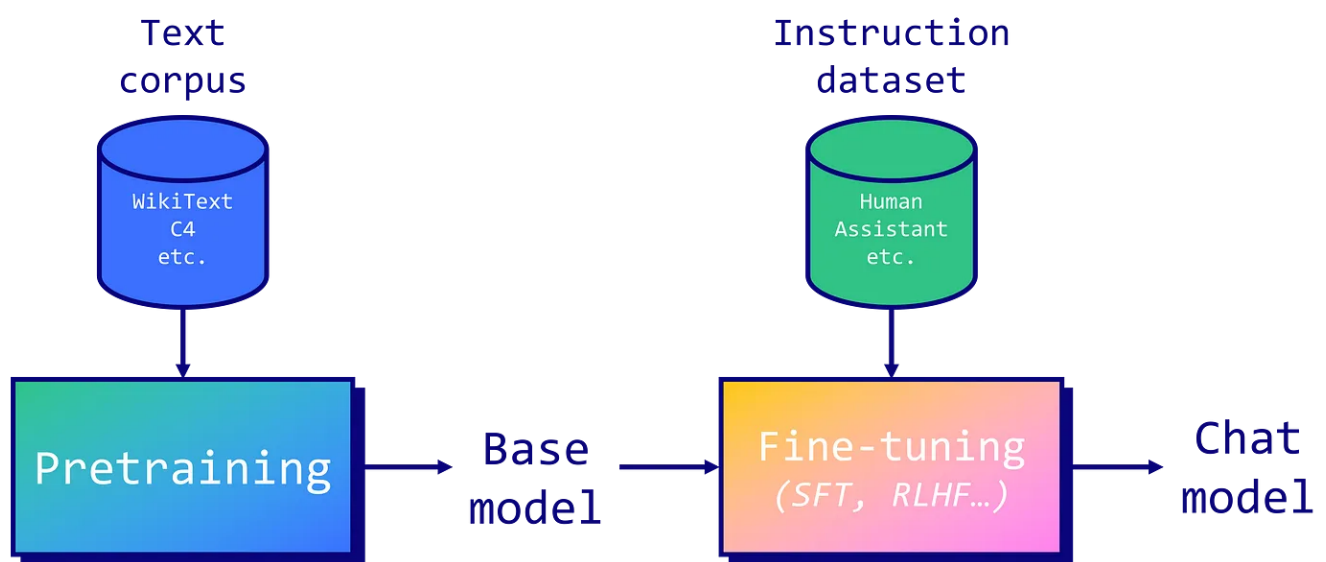 Text
corpus
WikiText
C4
etc.
Pretraining
Base
model
Instruction
dataset
Human
Assistant
etc.
Fine-tuning
(SFT, RLHF…)
Chat
model